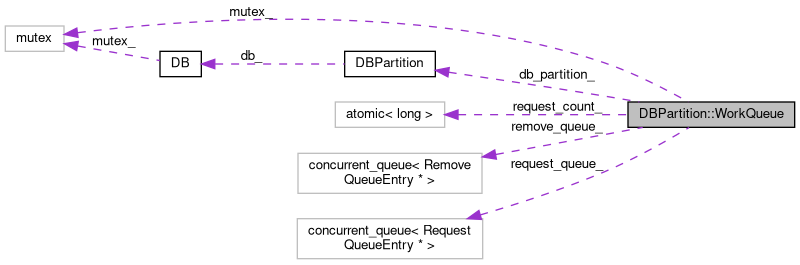 mutex_
mutex
mutex_
DB
db_
DBPartition
db_partition_
atomic< long >
request_count_
DBPartition::WorkQueue
remove_queue_
concurrent_queue< Remove
QueueEntry * >
request_queue_
concurrent_queue< Request
QueueEntry * >